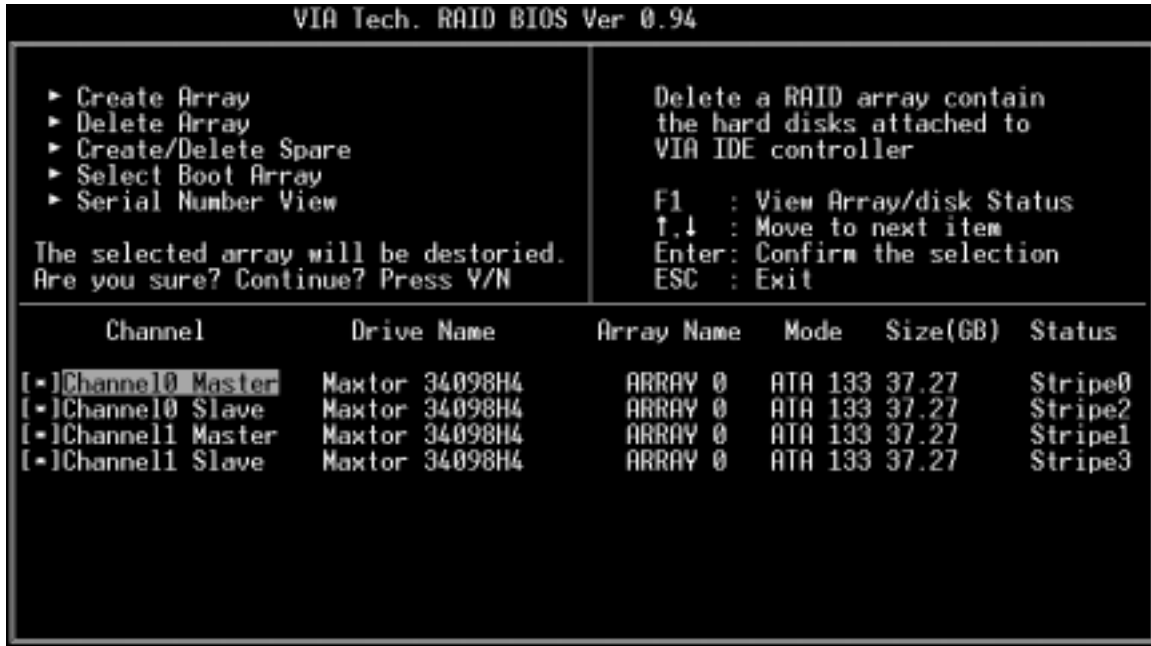 VIA Tech. RAID BIOS Ver 0.94
► Create Array
► Delete Array
► Create/Delete Spare
► Select Boot Array
► Serial Number View
The selected array will be destoried.
Are you sure? Continue? Press Y/N
Delete a RAID array contain
the hard disks attached to
VIA IDE controller
F1 : View Array/disk Status
↑,↓ : Move to next item
Enter: Confirm the selection
ESC : Exit
Channel Drive Name Array Name Mode Size(GB) Status
[*]Channel0 Master Maxtor 34098H4 ARRAY 0 ATA 133 37.27 Stripe0
[*]Channel0 Slave Maxtor 34098H4 ARRAY 0 ATA 133 37.27 Stripe2
[*]Channel1 Master Maxtor 34098H4 ARRAY 0 ATA 133 37.27 Stripe1
[*]Channel1 Slave Maxtor 34098H4 ARRAY 0 ATA 133 37.27 Stripe3